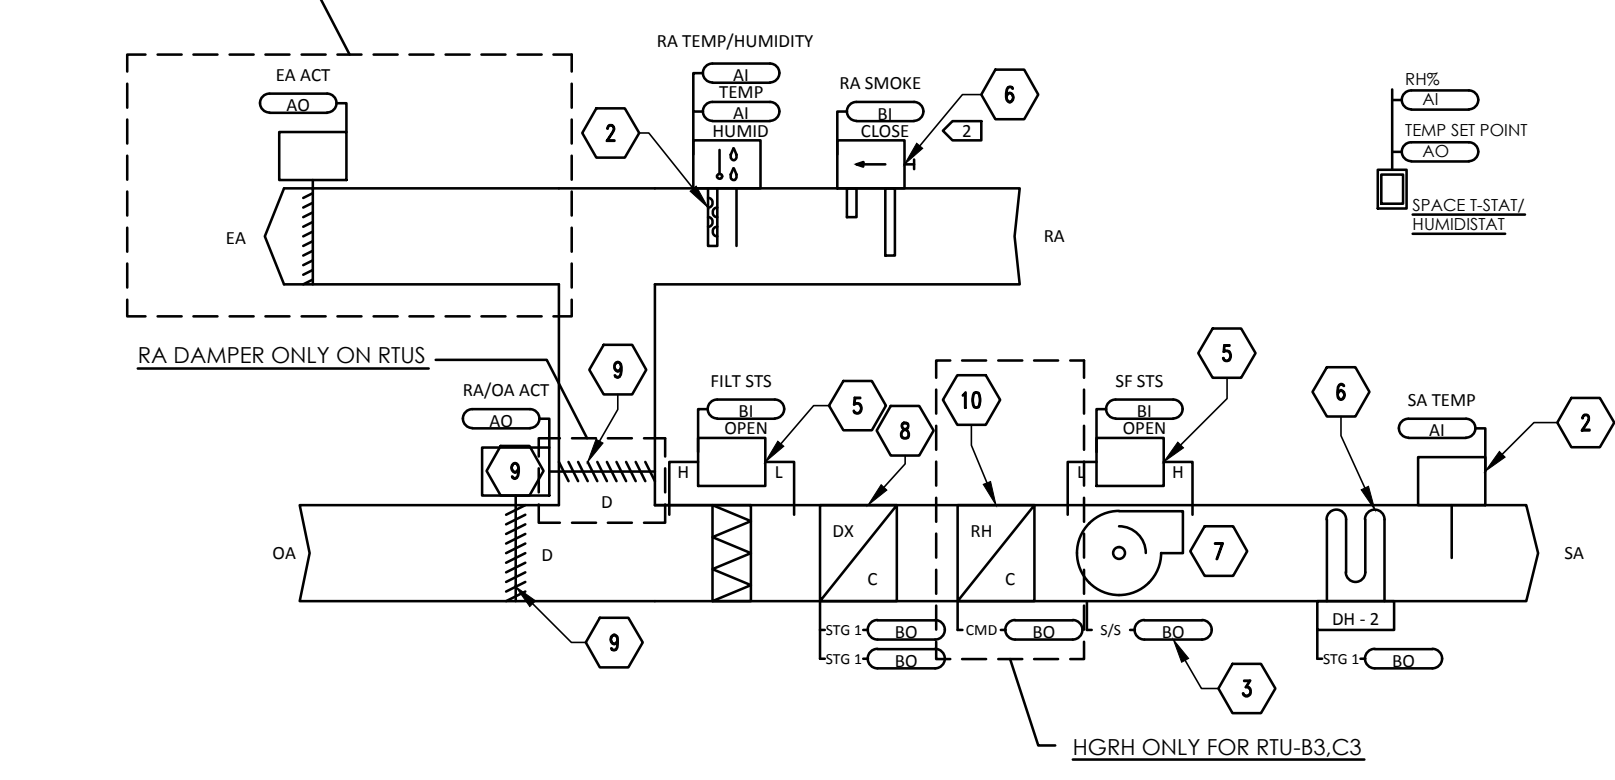 RA TEMP/HUMIDITY
AI
TEMP
AI
HUMID
EA ACT
AO
2
RA SMOKE
BI
CLOSE
6
2
RH%
AI
TEMP SET POINT
AO
SPACE T-STAT/
HUMIDISTAT
EA
RA
RA DAMPER ONLY ON RTUS
9
RA/OA ACT
AO
9
D
FILT STS
BI
OPEN
H
L
5
8
10
SF STS
BI
OPEN
L
H
5
6
SA TEMP
AI
2
OA
D
DX
C
RH
C
7
SA
9
STG 1
BO
STG 1
BO
CMD
BO
S/S
BO
3
DH - 2
STG 1
BO
HGRH ONLY FOR RTU-B3,C3